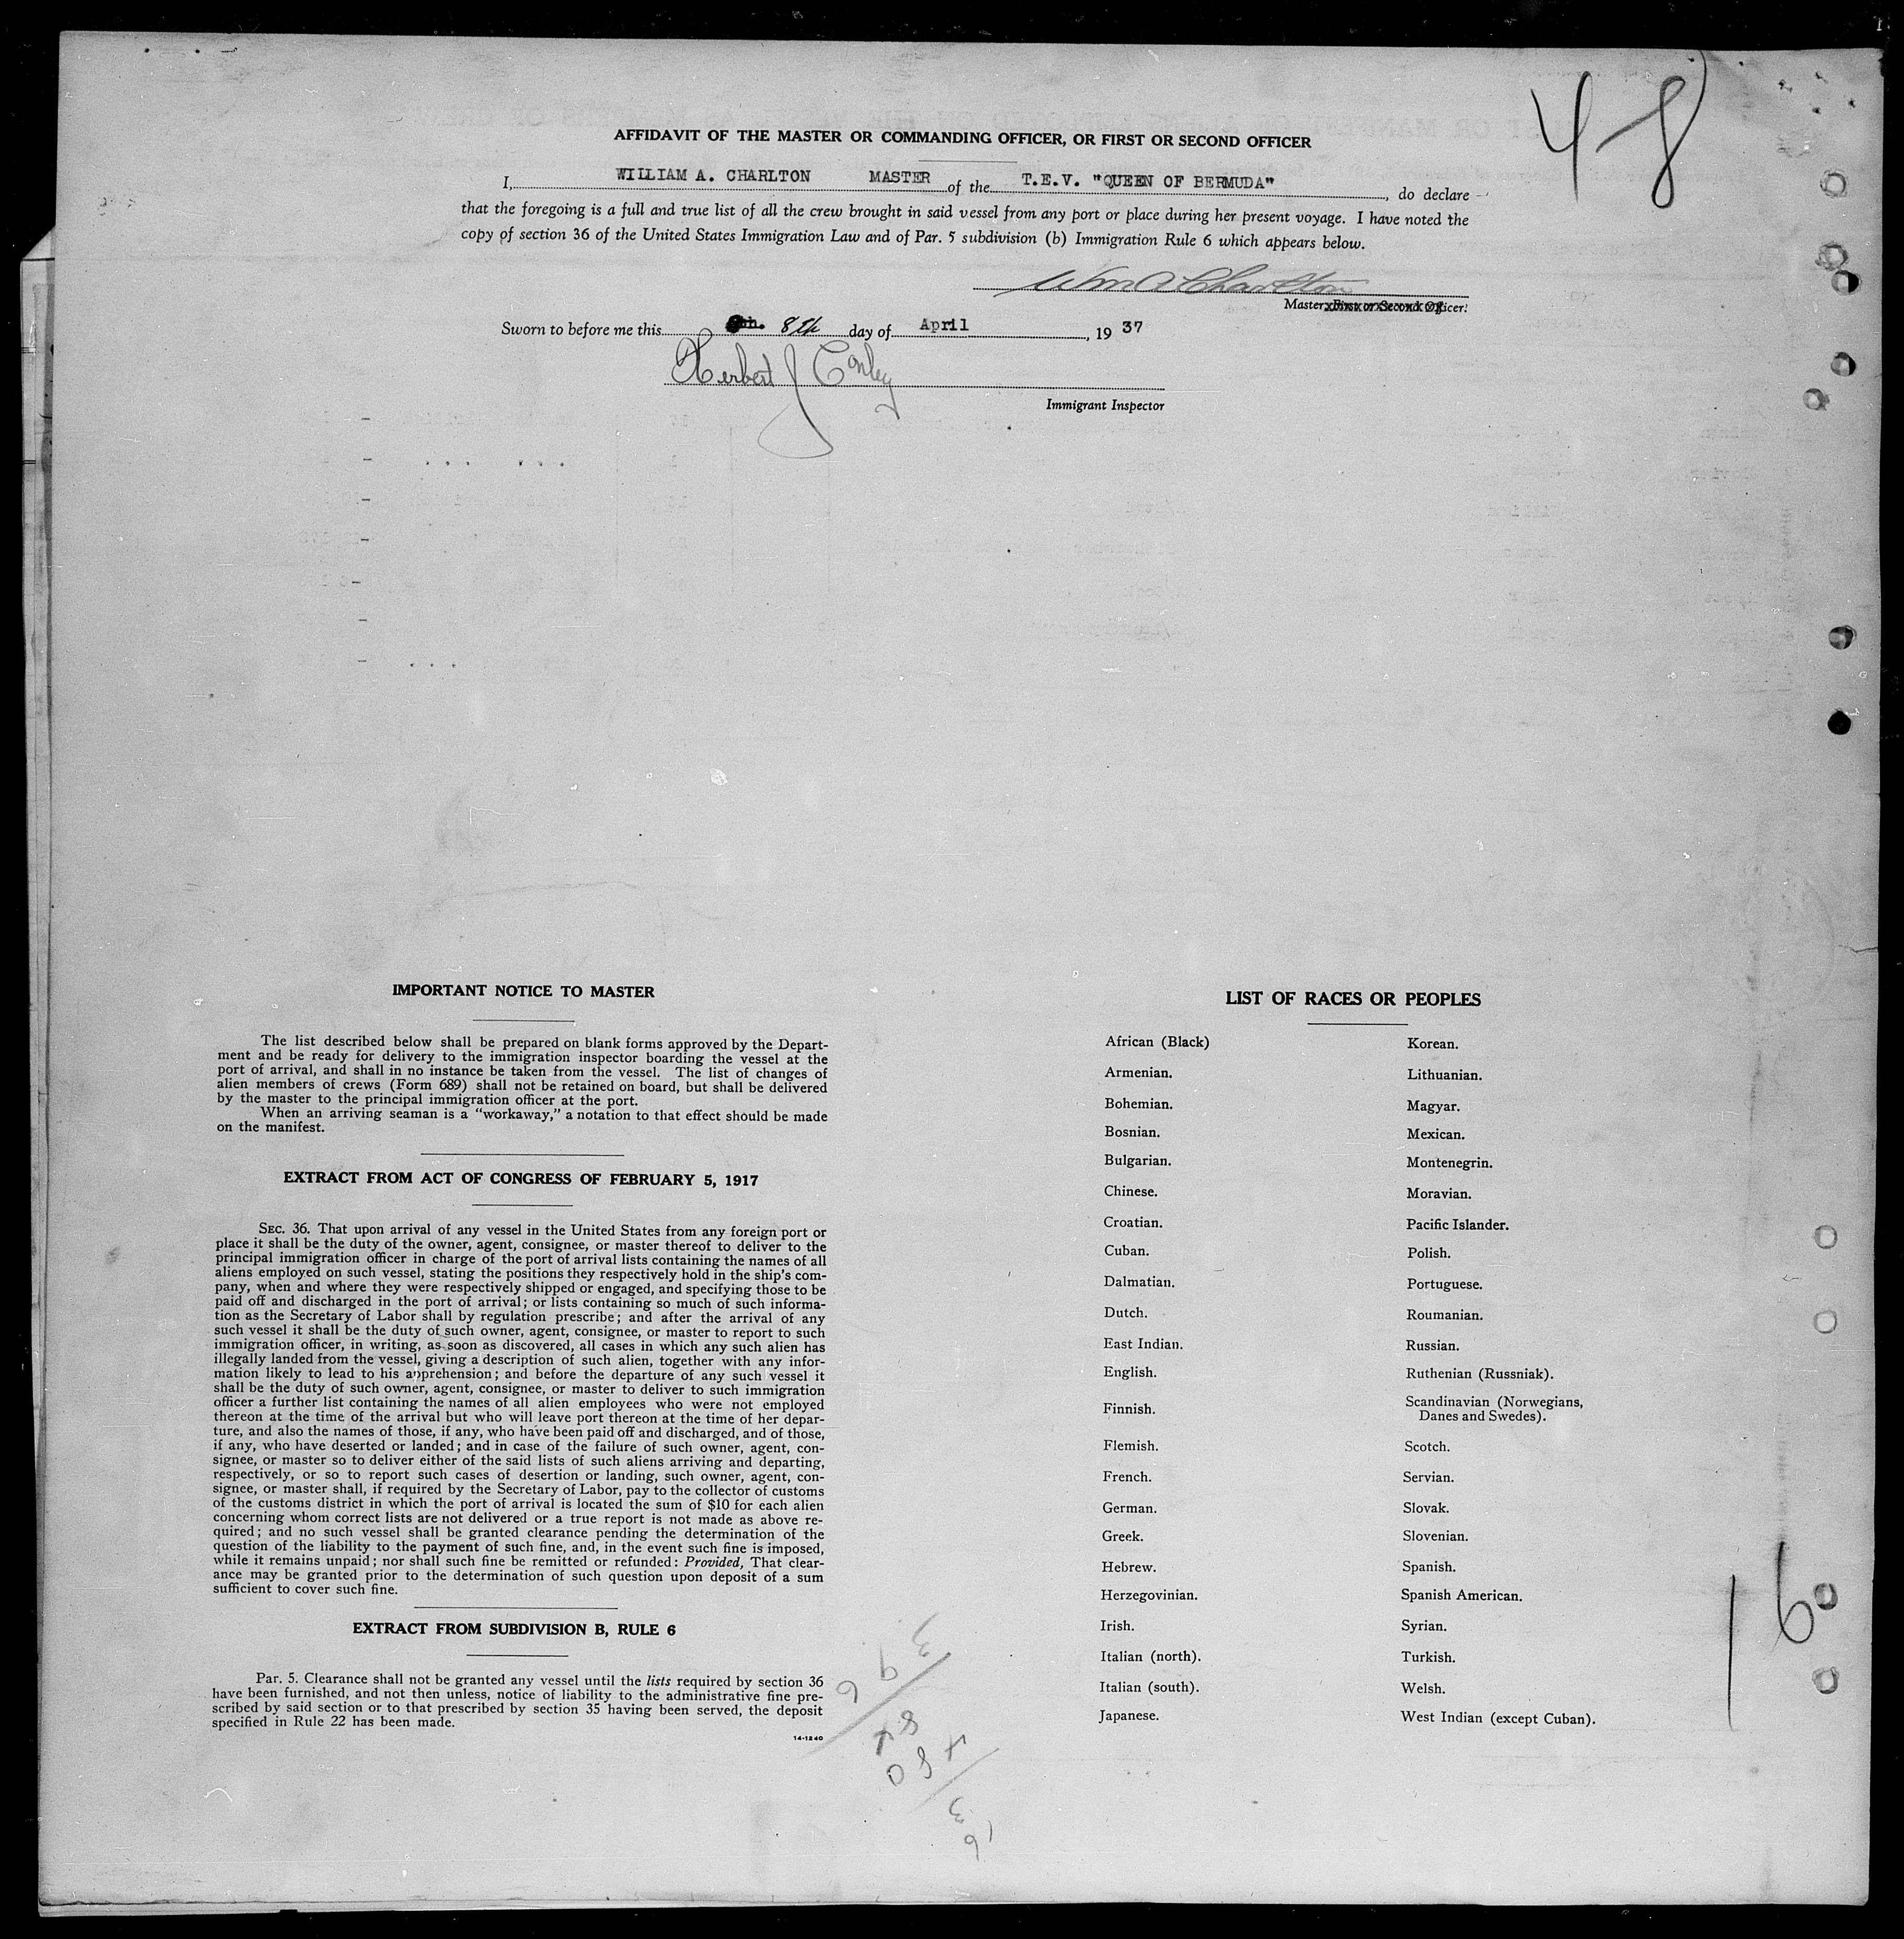 4-8
AFFIDAVIT OF THE MASTER OR COMMANDING OFFICER, OR FIRST OR SECOND OFFICER
I, WILLIAM A. CHARLTON MASTER of the T.E.V. "QUEEN OF BERMUDA", do declare
that the foregoing is a full and true list of all the crew brought in said vessel from any port or place during her present voyage. I have noted the
copy of section 36 of the United States Immigration Law and of Par. 5 subdivision (b) Immigration Rule 6 which appears below.
Wm A Charlton
Master, First or Second Officer.
Sworn to before me this 8th day of April, 1937
Herbert J Conley
Immigrant Inspector
IMPORTANT NOTICE TO MASTER
The list described below shall be prepared on blank forms approved by the Depart-
ment and be ready for delivery to the immigration inspector boarding the vessel at the
port of arrival, and shall in no instance be taken from the vessel. The list of changes of
alien members of crews (Form 689) shall not be retained on board, but shall be delivered
by the master to the principal immigration officer at the port.
When an arriving seaman is a "workaway," a notation to that effect should be made
on the manifest.
EXTRACT FROM ACT OF CONGRESS OF FEBRUARY 5, 1917
SEC. 36. That upon arrival of any vessel in the United States from any foreign port or
place it shall be the duty of the owner, agent, consignee, or master thereof to deliver to the
principal immigration officer in charge of the port of arrival lists containing the names of all
aliens employed on such vessel, stating the positions they respectively hold in the ship's com-
pany, when and where they were respectively shipped or engaged, and specifying those to be
paid off and discharged in the port of arrival; or lists containing so much of such informa-
tion as the Secretary of Labor shall by regulation prescribe; and after the arrival of any
such vessel it shall be the duty of such owner, agent, consignee, or master to report to such
immigration officer, in writing, as soon as discovered, all cases in which any such alien has
illegally landed from the vessel, giving a description of such alien, together with any infor-
mation likely to lead to his apprehension; and before the departure of any such vessel it
shall be the duty of such owner, agent, consignee, or master to deliver to such immigration
officer a further list containing the names of all alien employees who were not employed
thereon at the time of the arrival but who will leave port thereon at the time of her depar-
ture, and also the names of those, if any, who have been paid off and discharged, and of those,
if any, who have deserted or landed; and in case of the failure of such owner, agent, con-
signee, or master so to deliver either of the said lists of such aliens arriving and departing,
respectively, or so to report such cases of desertion or landing, such owner, agent, con-
signee, or master shall, if required by the Secretary of Labor, pay to the collector of customs
of the customs district in which the port of arrival is located the sum of $10 for each alien
concerning whom correct lists are not delivered or a true report is not made as above re-
quired; and no such vessel shall be granted clearance pending the determination of the
question of the liability to the payment of such fine, and, in the event such fine is imposed,
while it remains unpaid; nor shall such fine be remitted or refunded: Provided, That clear-
ance may be granted prior to the determination of such question upon deposit of a sum
sufficient to cover such fine.
EXTRACT FROM SUBDIVISION B, RULE 6
Par. 5. Clearance shall not be granted any vessel until the lists required by section 36
have been furnished, and not then unless, notice of liability to the administrative fine pre-
scribed by said section or to that prescribed by section 35 having been served, the deposit
specified in Rule 22 has been made.
14-1240
LIST OF RACES OR PEOPLES
African (Black)
Armenian.
Bohemian.
Bosnian.
Bulgarian.
Chinese.
Croatian.
Cuban.
Dalmatian.
Dutch.
East Indian.
English.
Finnish.
Flemish.
French.
German.
Greek.
Hebrew.
Herzegovinian.
Irish.
Italian (north).
Italian (south).
Japanese.
Korean.
Lithuanian.
Magyar.
Mexican.
Montenegrin.
Moravian.
Pacific Islander.
Polish.
Portuguese.
Roumanian.
Russian.
Ruthenian (Russniak).
Scandinavian (Norwegians,
Danes and Swedes).
Scotch.
Servian.
Slovak.
Slovenian.
Spanish.
Spanish American.
Syrian.
Turkish.
Welsh.
West Indian (except Cuban).
16